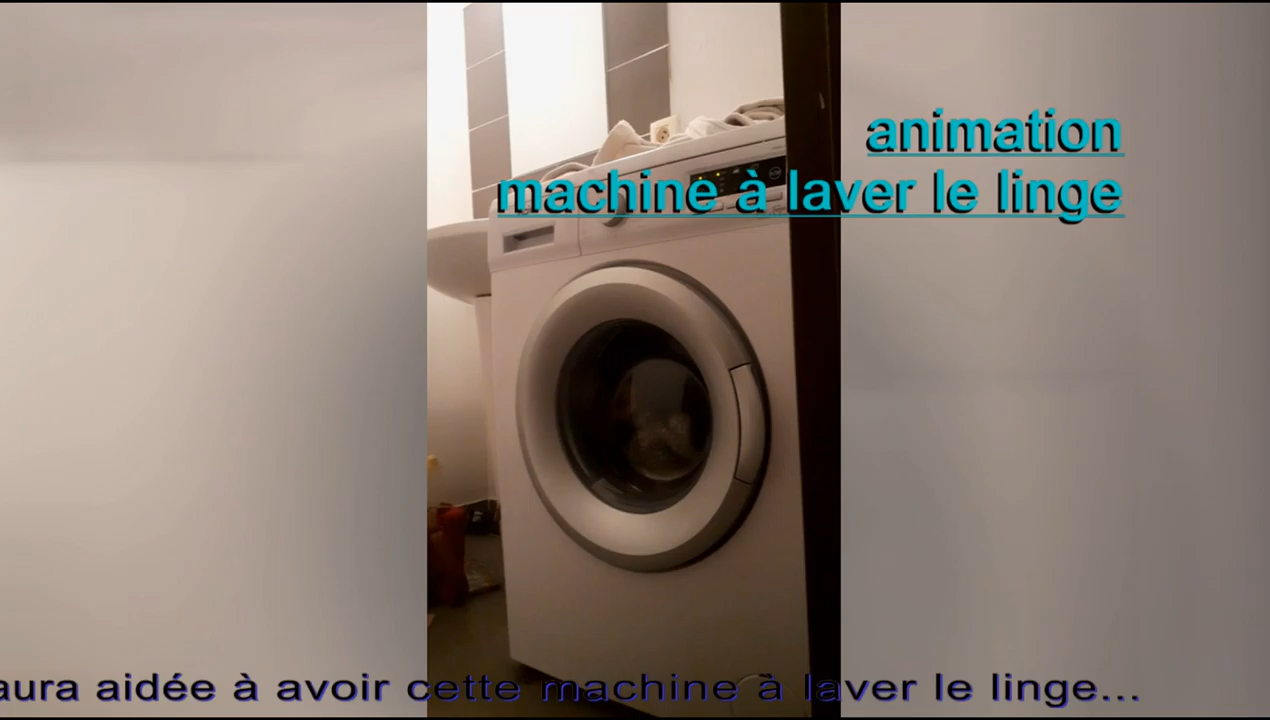 animation
machine à laver le linge
aura aidée à avoir cette machine à laver le linge...